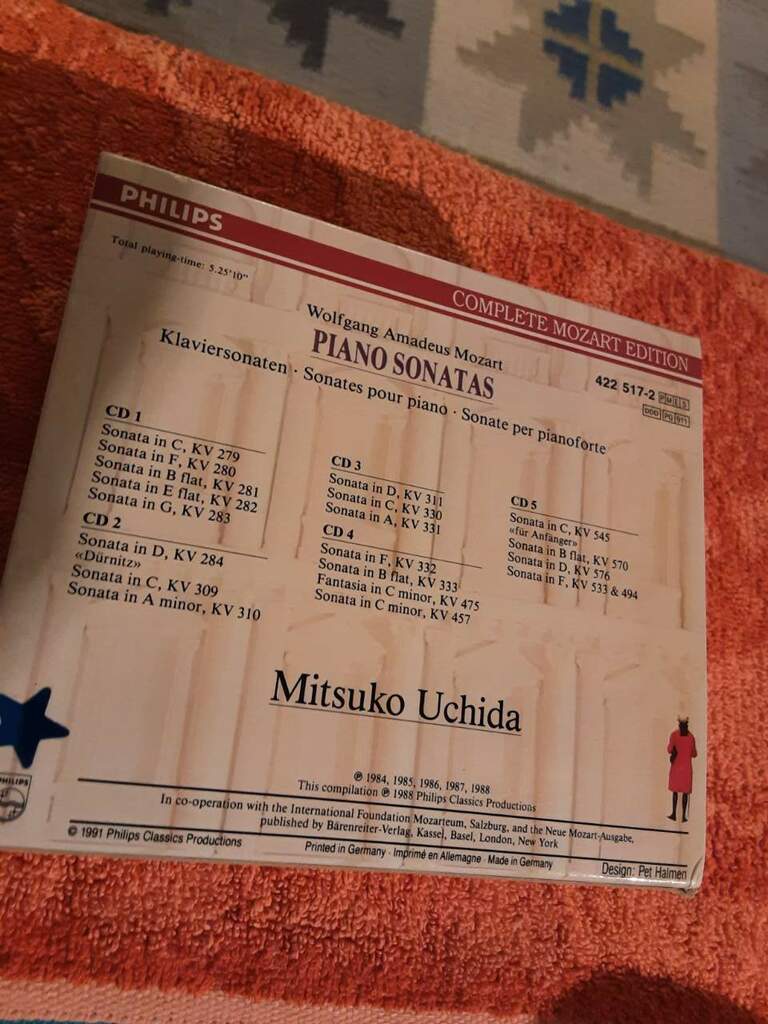 PHILIPS
COMPLETE MOZART EDITION
Total playing-time: 5.25'10"
Wolfgang Amadeus Mozart
PIANO SONATAS
Klaviersonaten · Sonates pour piano · Sonate per pianoforte
422 517-2 PM ES
DDD PQ 911
CD 1
Sonata in C, KV 279
Sonata in F, KV 280
Sonata in B flat, KV 281
Sonata in E flat, KV 282
Sonata in G, KV 283
CD 2
Sonata in D, KV 284
«Dürnitz»
Sonata in C, KV 309
Sonata in A minor, KV 310
CD 3
Sonata in D, KV 311
Sonata in C, KV 330
Sonata in A, KV 331
CD 4
Sonata in F, KV 332
Sonata in B flat, KV 333
Fantasia in C minor, KV 475
Sonata in C minor, KV 457
CD 5
Sonata in C, KV 545
«für Anfänger»
Sonata in B flat, KV 570
Sonata in D, KV 576
Sonata in F, KV 533 & 494
Mitsuko Uchida
℗ 1984, 1985, 1986, 1987, 1988
This compilation ℗ 1988 Philips Classics Productions
In co-operation with the International Foundation Mozarteum, Salzburg, and the Neue Mozart-Ausgabe,
published by Bärenreiter-Verlag, Kassel, Basel, London, New York
PHILIPS
© 1991 Philips Classics Productions
Printed in Germany · Imprimé en Allemagne · Made in Germany
Design: Pet Halmen